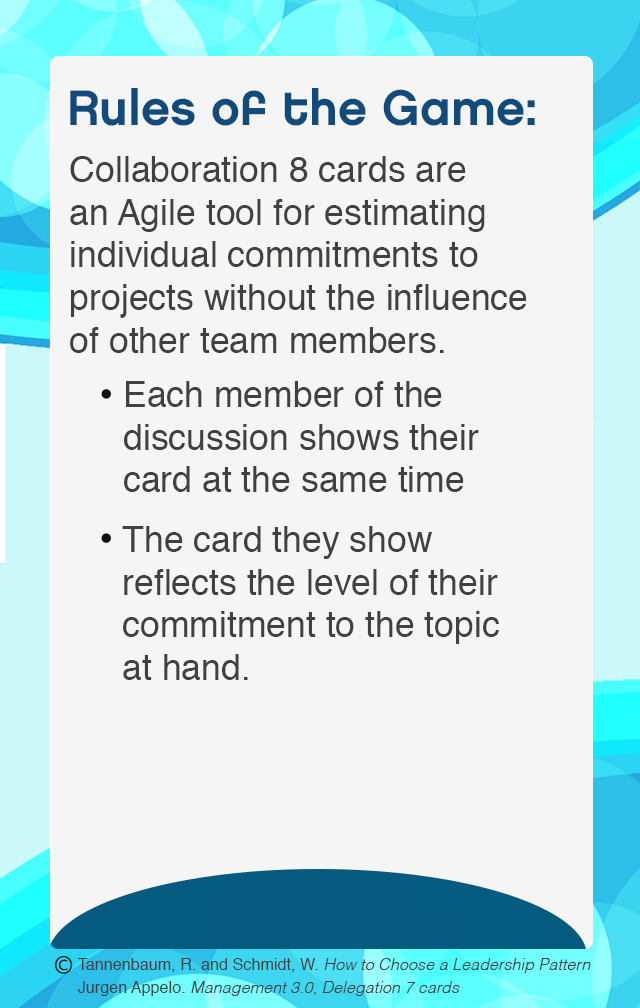 Rules of the Game:
Collaboration 8 cards are
an Agile tool for estimating
individual commitments to
projects without the influence
of other team members.
• Each member of the
discussion shows their
card at the same time
• The card they show
reflects the level of their
commitment to the topic
at hand.
© Tannenbaum, R. and Schmidt, W. How to Choose a Leadership Pattern
Jurgen Appelo. Management 3.0, Delegation 7 cards